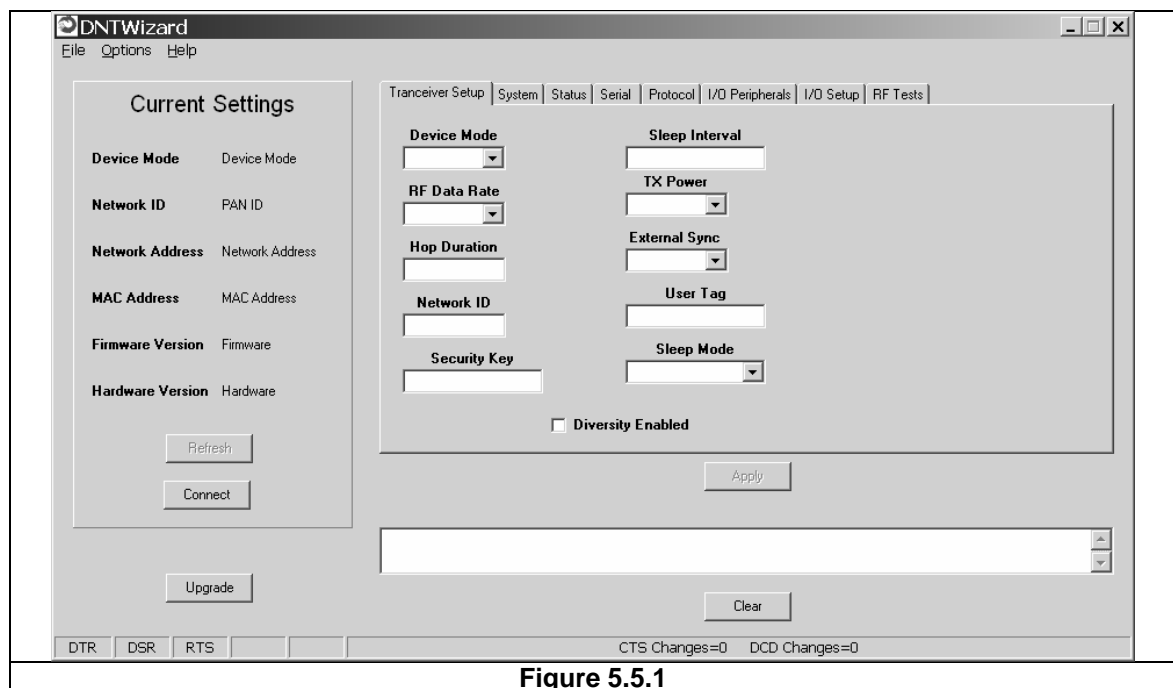 DNTWizard
File Options Help
Current Settings
Device Mode Device Mode
Network ID PAN ID
Network Address Network Address
MAC Address MAC Address
Firmware Version Firmware
Hardware Version Hardware
Refresh
Connect
Upgrade
Tranceiver Setup System Status Serial Protocol I/O Peripherals I/O Setup RF Tests
Device Mode Sleep Interval
RF Data Rate TX Power
Hop Duration External Sync
Network ID User Tag
Security Key Sleep Mode
Diversity Enabled
Apply
Clear
DTR DSR RTS CTS Changes=0 DCD Changes=0
Figure 5.5.1